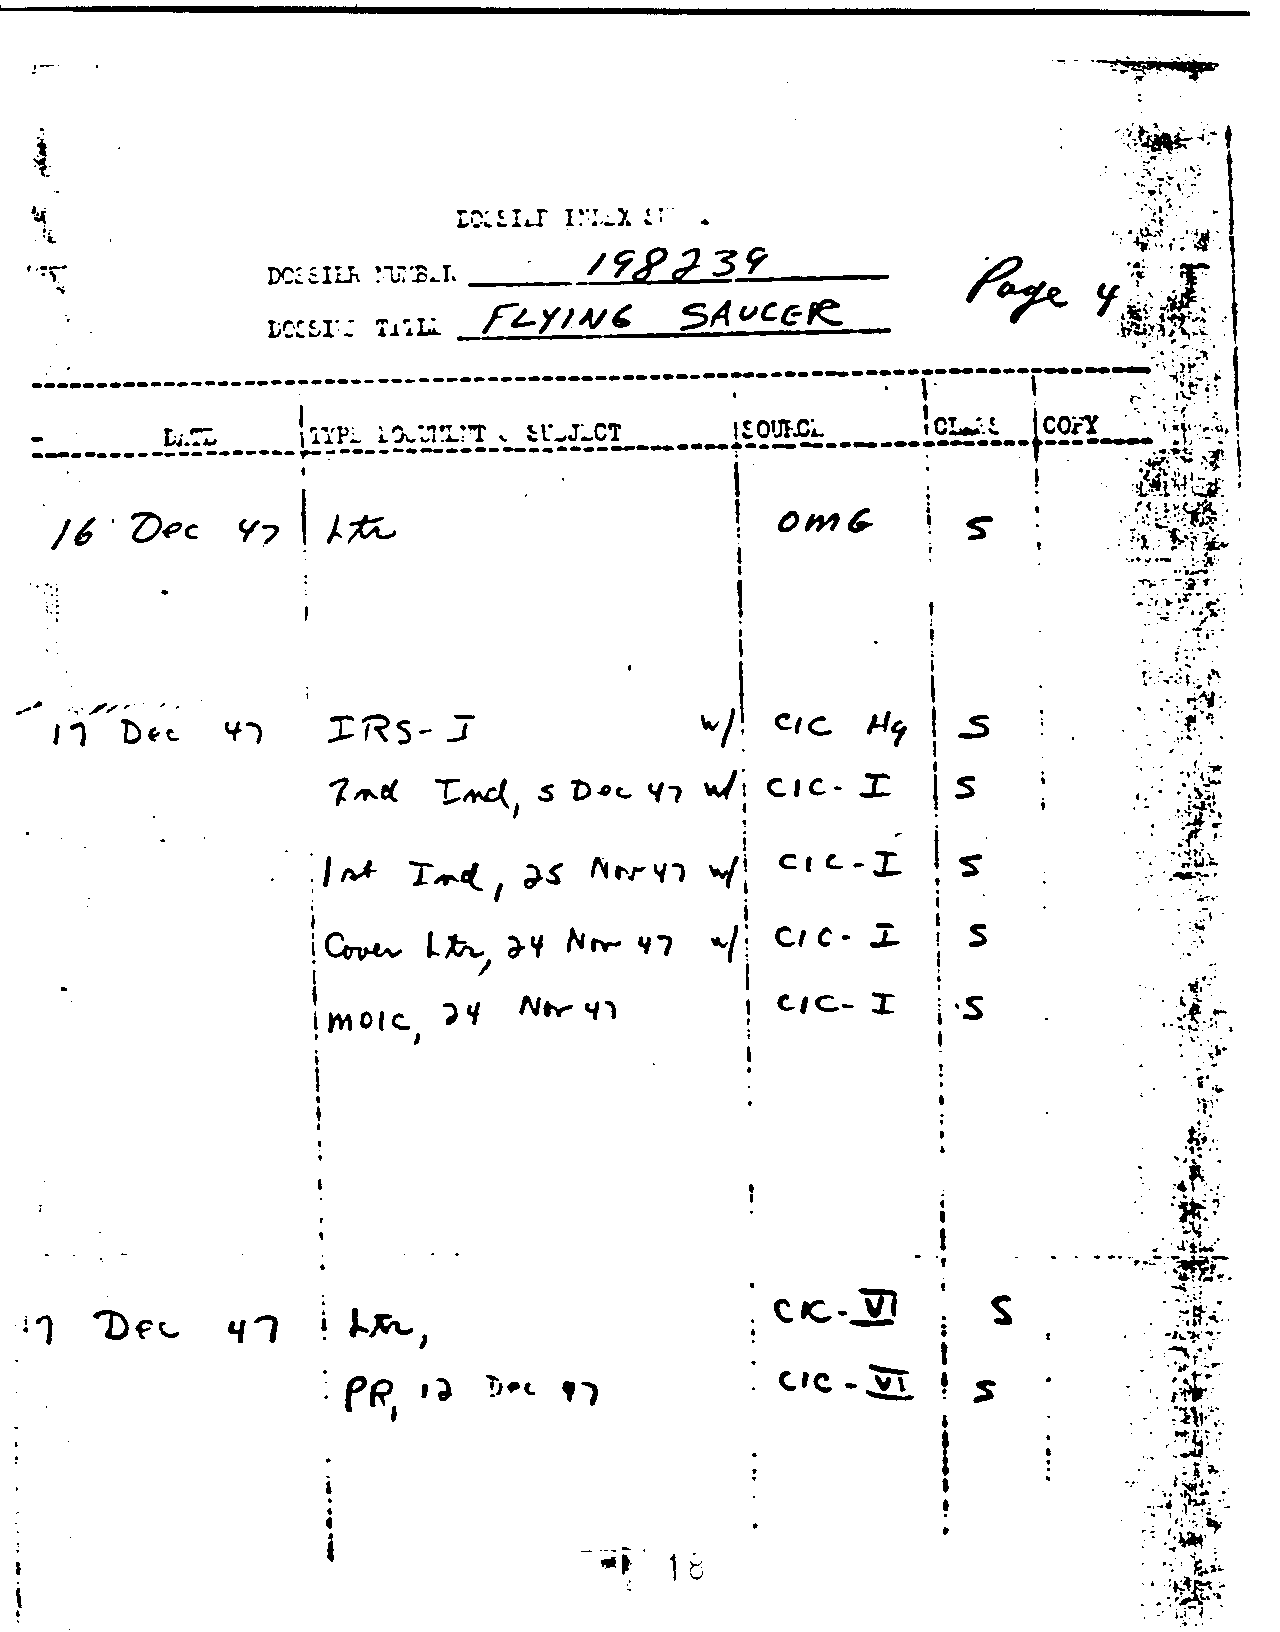 DOSSIER INDEX
DOSSIER NUMBER 198239
Page 4
DOSSIER TITLE FLYING SAUCER
DATE TYPE DOCUMENT & SUBJECT SOURCE CLASS COPY
16 Dec 47 Ltr OMG S
17 Dec 47 IRS-I w/ CIC Hq S
2nd Ind, 5 Dec 47 w/ CIC-I S
1st Ind, 25 Nov 47 w/ CIC-I S
Cover Ltr, 24 Nov 47 w/ CIC-I S
MOIC, 24 Nov 47 CIC-I S
17 Dec 47 Ltr, CIC-VI S
PR, 12 Dec 47 CIC-VI S
18